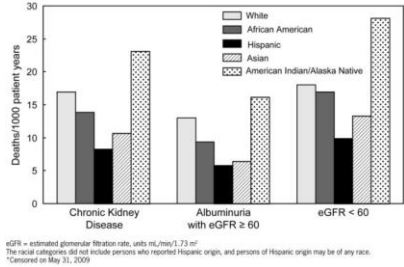 30
25
20
15
10
5
0
Deaths/1000 patient years
White
African American
Hispanic
Asian
American Indian/Alaska Native
Chronic Kidney
Disease
Albuminuria
with eGFR ≥ 60
eGFR < 60
eGFR = estimated glomerular filtration rate, units mL/min/1.73 m²
The racial categories did not include persons who reported Hispanic origin, and persons of Hispanic origin may be of any race.
*Censored on May 31, 2009